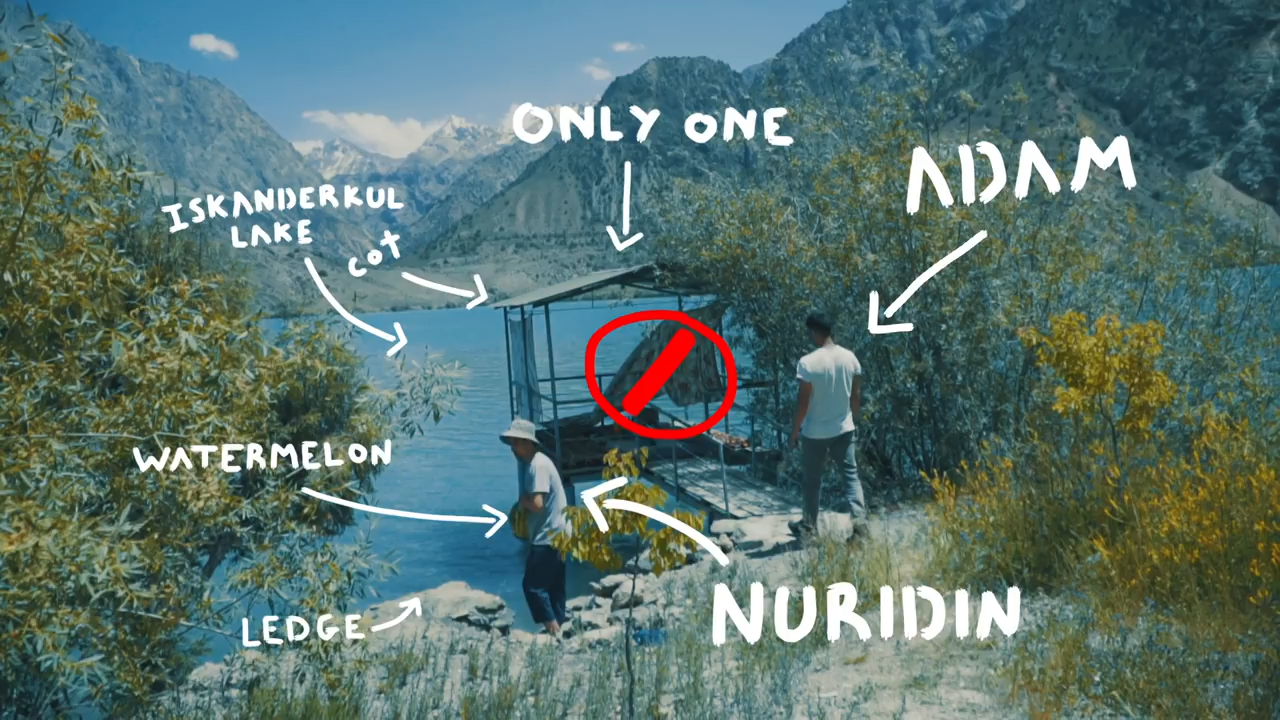 ONLY ONE
ADAM
ISKANDERKUL
LAKE
COT
WATERMELON
LEDGE
NURIDIN